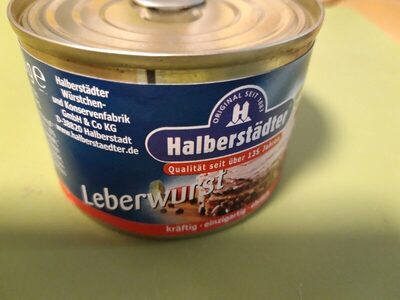 Halberstädter
Würstchen-
und Konservenfabrik
GmbH & Co KG
D-38820 Halberstadt
www.halberstaedter.de
ORIGINAL SEIT 1883
H
Halberstädter
Qualität seit über 135 Jahren
Leberwurst
kräftig · einzigartig ·